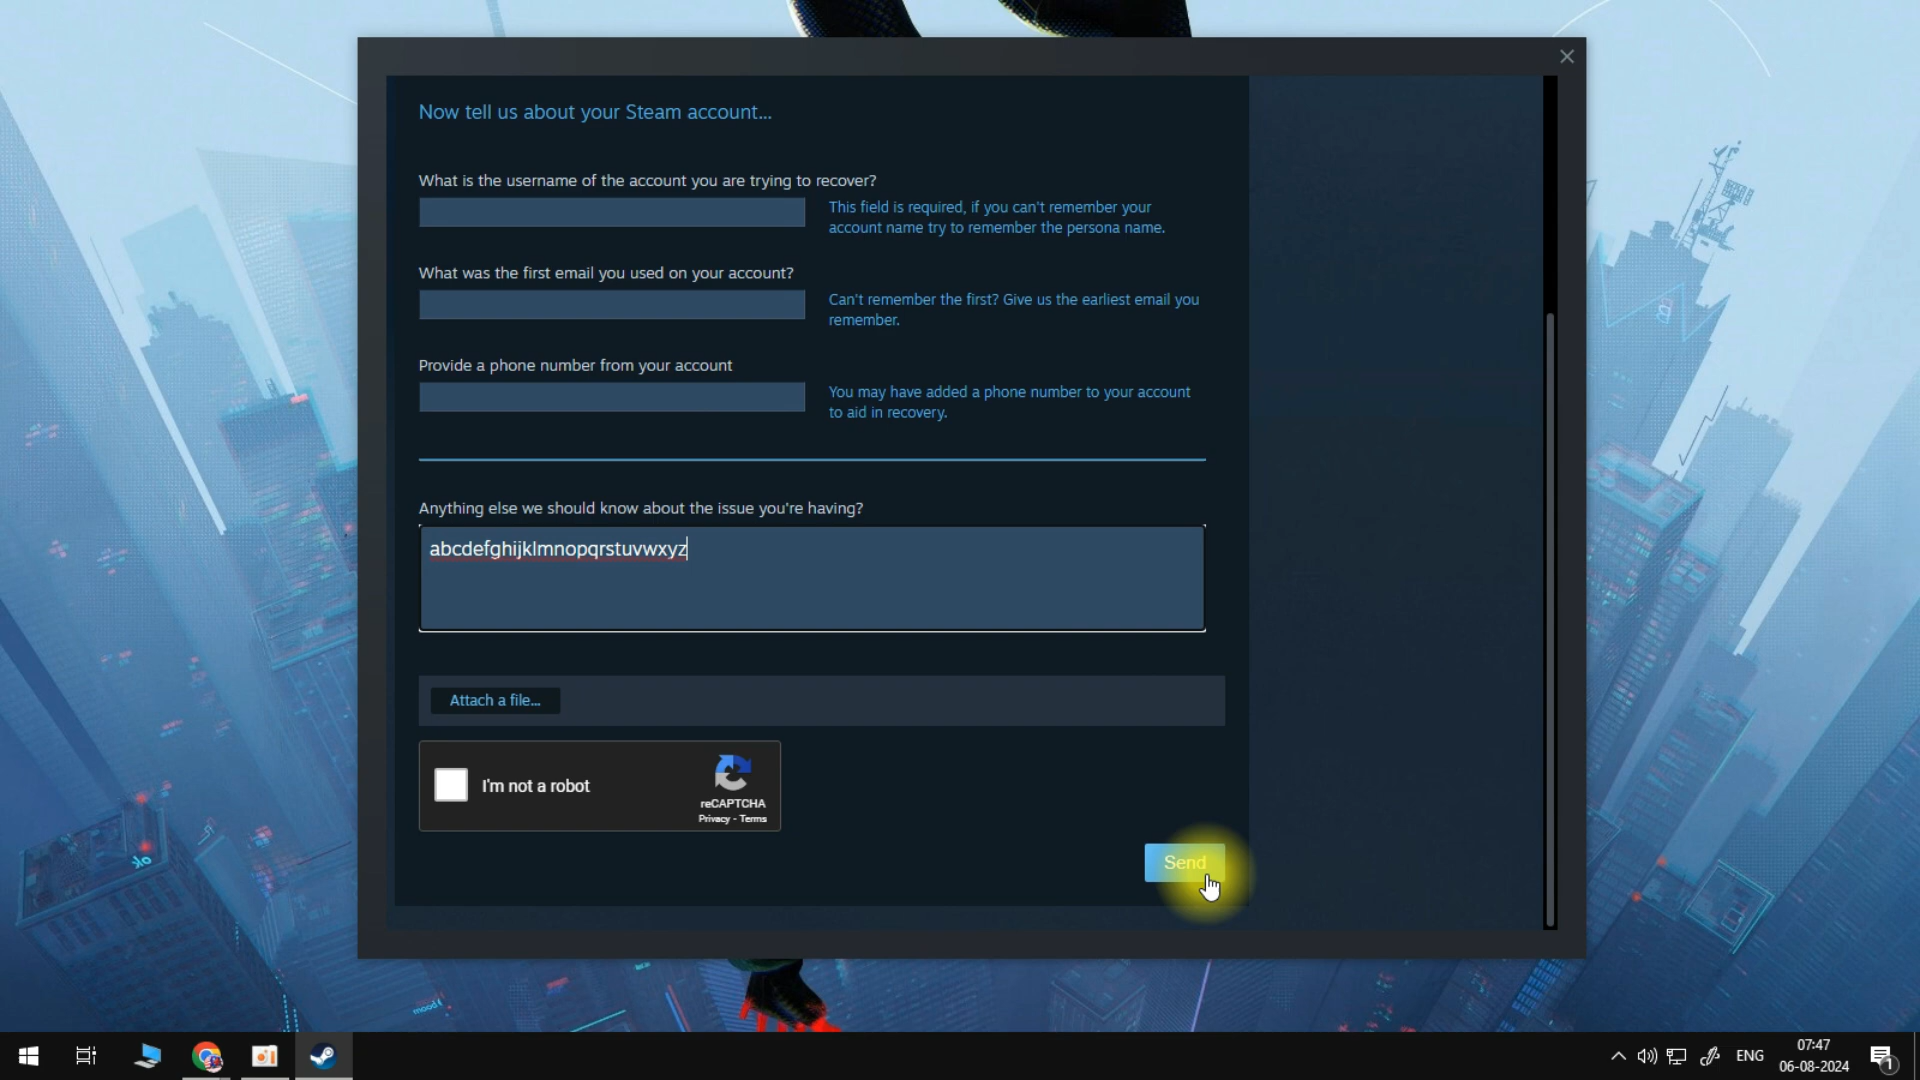 Now tell us about your Steam account...
What is the username of the account you are trying to recover?
This field is required, if you can't remember your
account name try to remember the persona name.
What was the first email you used on your account?
Can't remember the first? Give us the earliest email you
remember.
Provide a phone number from your account
You may have added a phone number to your account
to aid in recovery.
Anything else we should know about the issue you're having?
abcdefghijklmnopqrstuvwxyz
Attach a file...
I'm not a robot
reCAPTCHA
Privacy - Terms
Send
ok
mood
ENG
07:47
06-08-2024
1